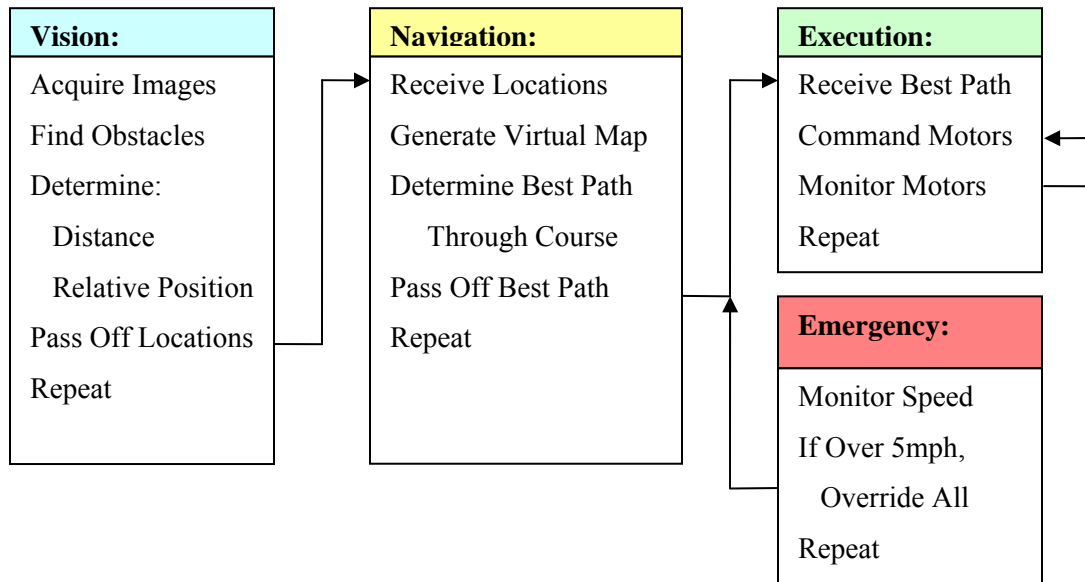 Vision:
Acquire Images
Find Obstacles
Determine:
Distance
Relative Position
Pass Off Locations
Repeat
Navigation:
Receive Locations
Generate Virtual Map
Determine Best Path
Through Course
Pass Off Best Path
Repeat
Execution:
Receive Best Path
Command Motors
Monitor Motors
Repeat
Emergency:
Monitor Speed
If Over 5mph,
Override All
Repeat